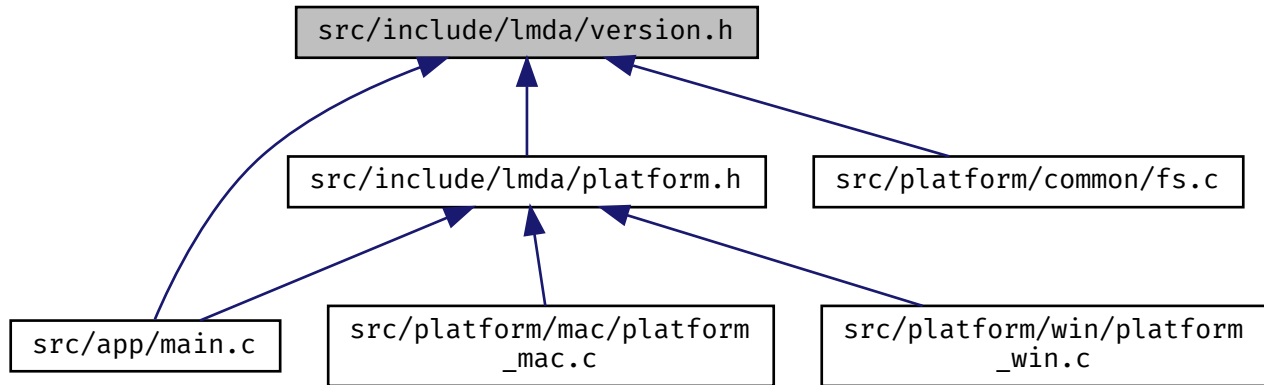 src/include/lmda/version.h
src/include/lmda/platform.h
src/platform/common/fs.c
src/app/main.c
src/platform/mac/platform
_mac.c
src/platform/win/platform
_win.c